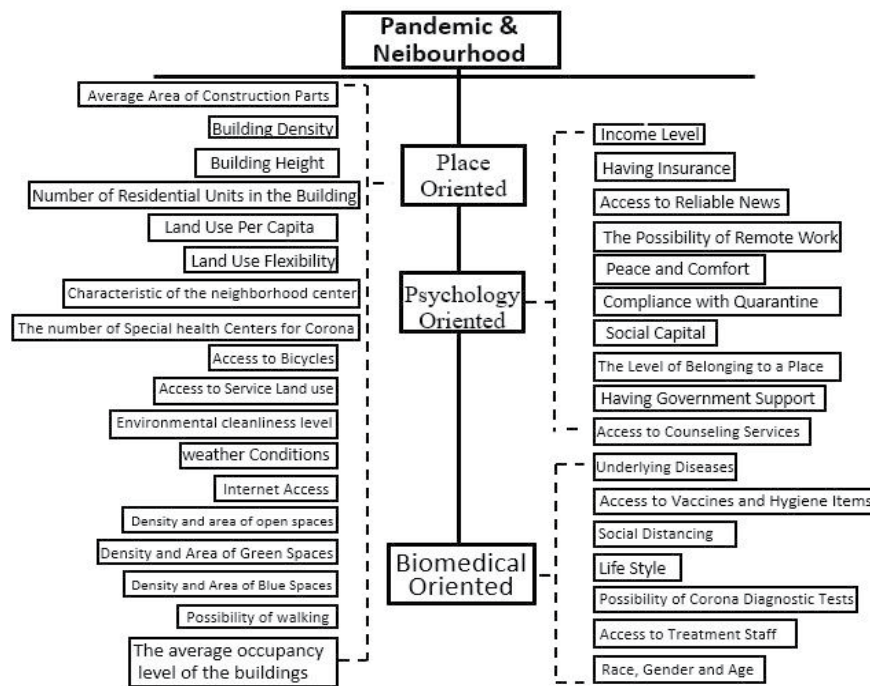 Pandemic &
Neibourhood
Average Area of Construction Parts
Building Density
Building Height
Number of Residential Units in the Building
Land Use Per Capita
Land Use Flexibility
Characteristic of the neighborhood center
The number of Special health Centers for Corona
Access to Bicycles
Access to Service Land use
Environmental cleanliness level
weather Conditions
Internet Access
Density and area of open spaces
Density and Area of Green Spaces
Density and Area of Blue Spaces
Possibility of walking
The average occupancy
level of the buildings
Place
Oriented
Psychology
Oriented
Biomedical
Oriented
Income Level
Having Insurance
Access to Reliable News
The Possibility of Remote Work
Peace and Comfort
Compliance with Quarantine
Social Capital
The Level of Belonging to a Place
Having Government Support
Access to Counseling Services
Underlying Diseases
Access to Vaccines and Hygiene Items
Social Distancing
Life Style
Possibility of Corona Diagnostic Tests
Access to Treatment Staff
Race, Gender and Age